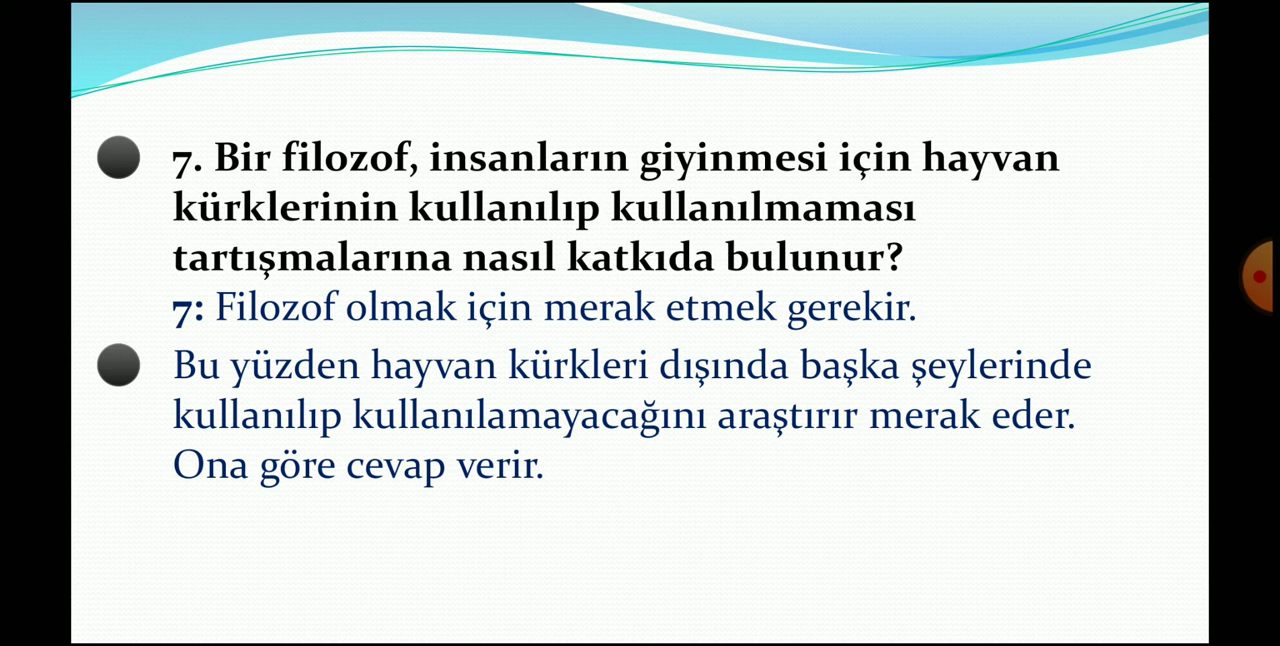 7. Bir filozof, insanların giyinmesi için hayvan
kürklerinin kullanılıp kullanılmaması
tartışmalarına nasıl katkıda bulunur?
7: Filozof olmak için merak etmek gerekir.
Bu yüzden hayvan kürkleri dışında başka şeylerinde
kullanılıp kullanılamayacağını araştırır merak eder.
Ona göre cevap verir.